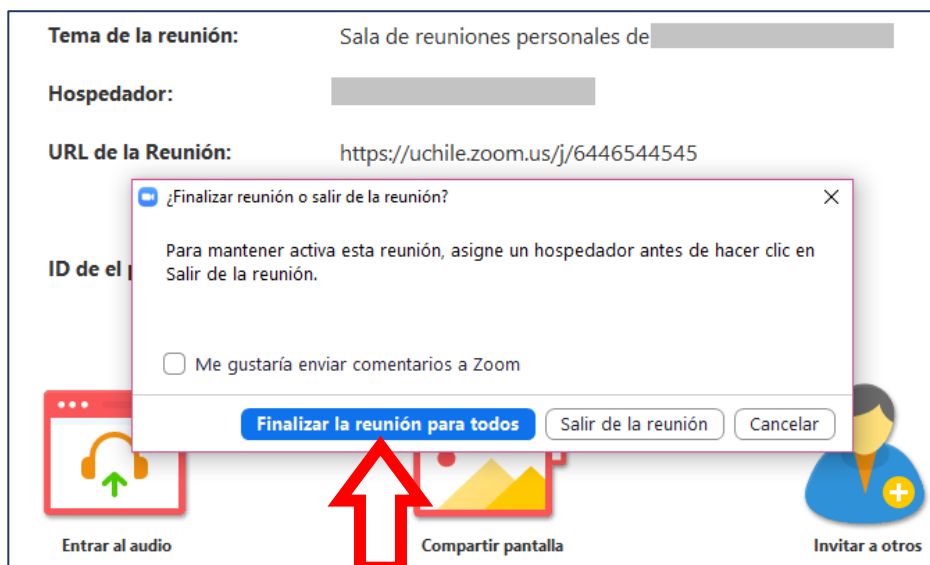 Tema de la reunión: Sala de reuniones personales de
Hospedador:
URL de la Reunión: https://uchile.zoom.us/j/6446544545
¿Finalizar reunión o salir de la reunión?
Para mantener activa esta reunión, asigne un hospedador antes de hacer clic en
Salir de la reunión.
ID de el
Me gustaría enviar comentarios a Zoom
Finalizar la reunión para todos Salir de la reunión Cancelar
Entrar al audio Compartir pantalla Invitar a otros